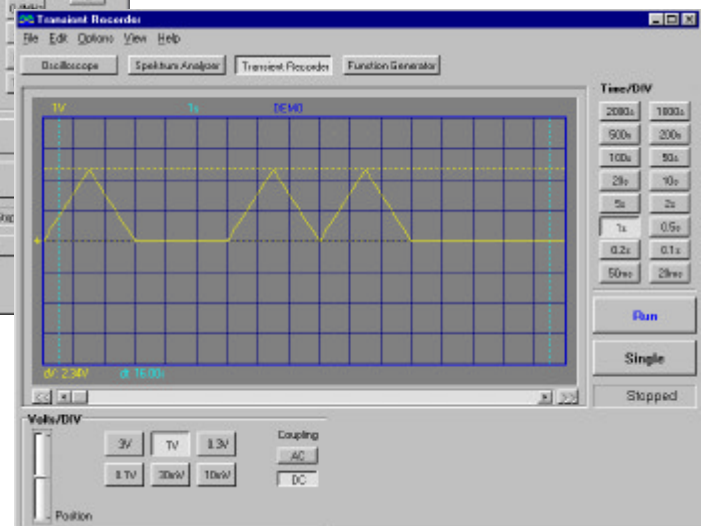 Transient Recorder
File Edit Options View Help
Oscilloscope Spektrum Analyzer Transient Recorder Function Generator
1V 1s DEMO
dV: 2.34V dt: 16.00s
<< >>
Time/DIV
2000s 1000s
500s 200s
100s 50s
20s 10s
5s 2s
1s 0.5s
0.2s 0.1s
50ms 20ms
Run
Single
Stopped
Volts/DIV
3V 1V 0.3V
0.1V 30mV 10mV
Position
Coupling
AC
DC